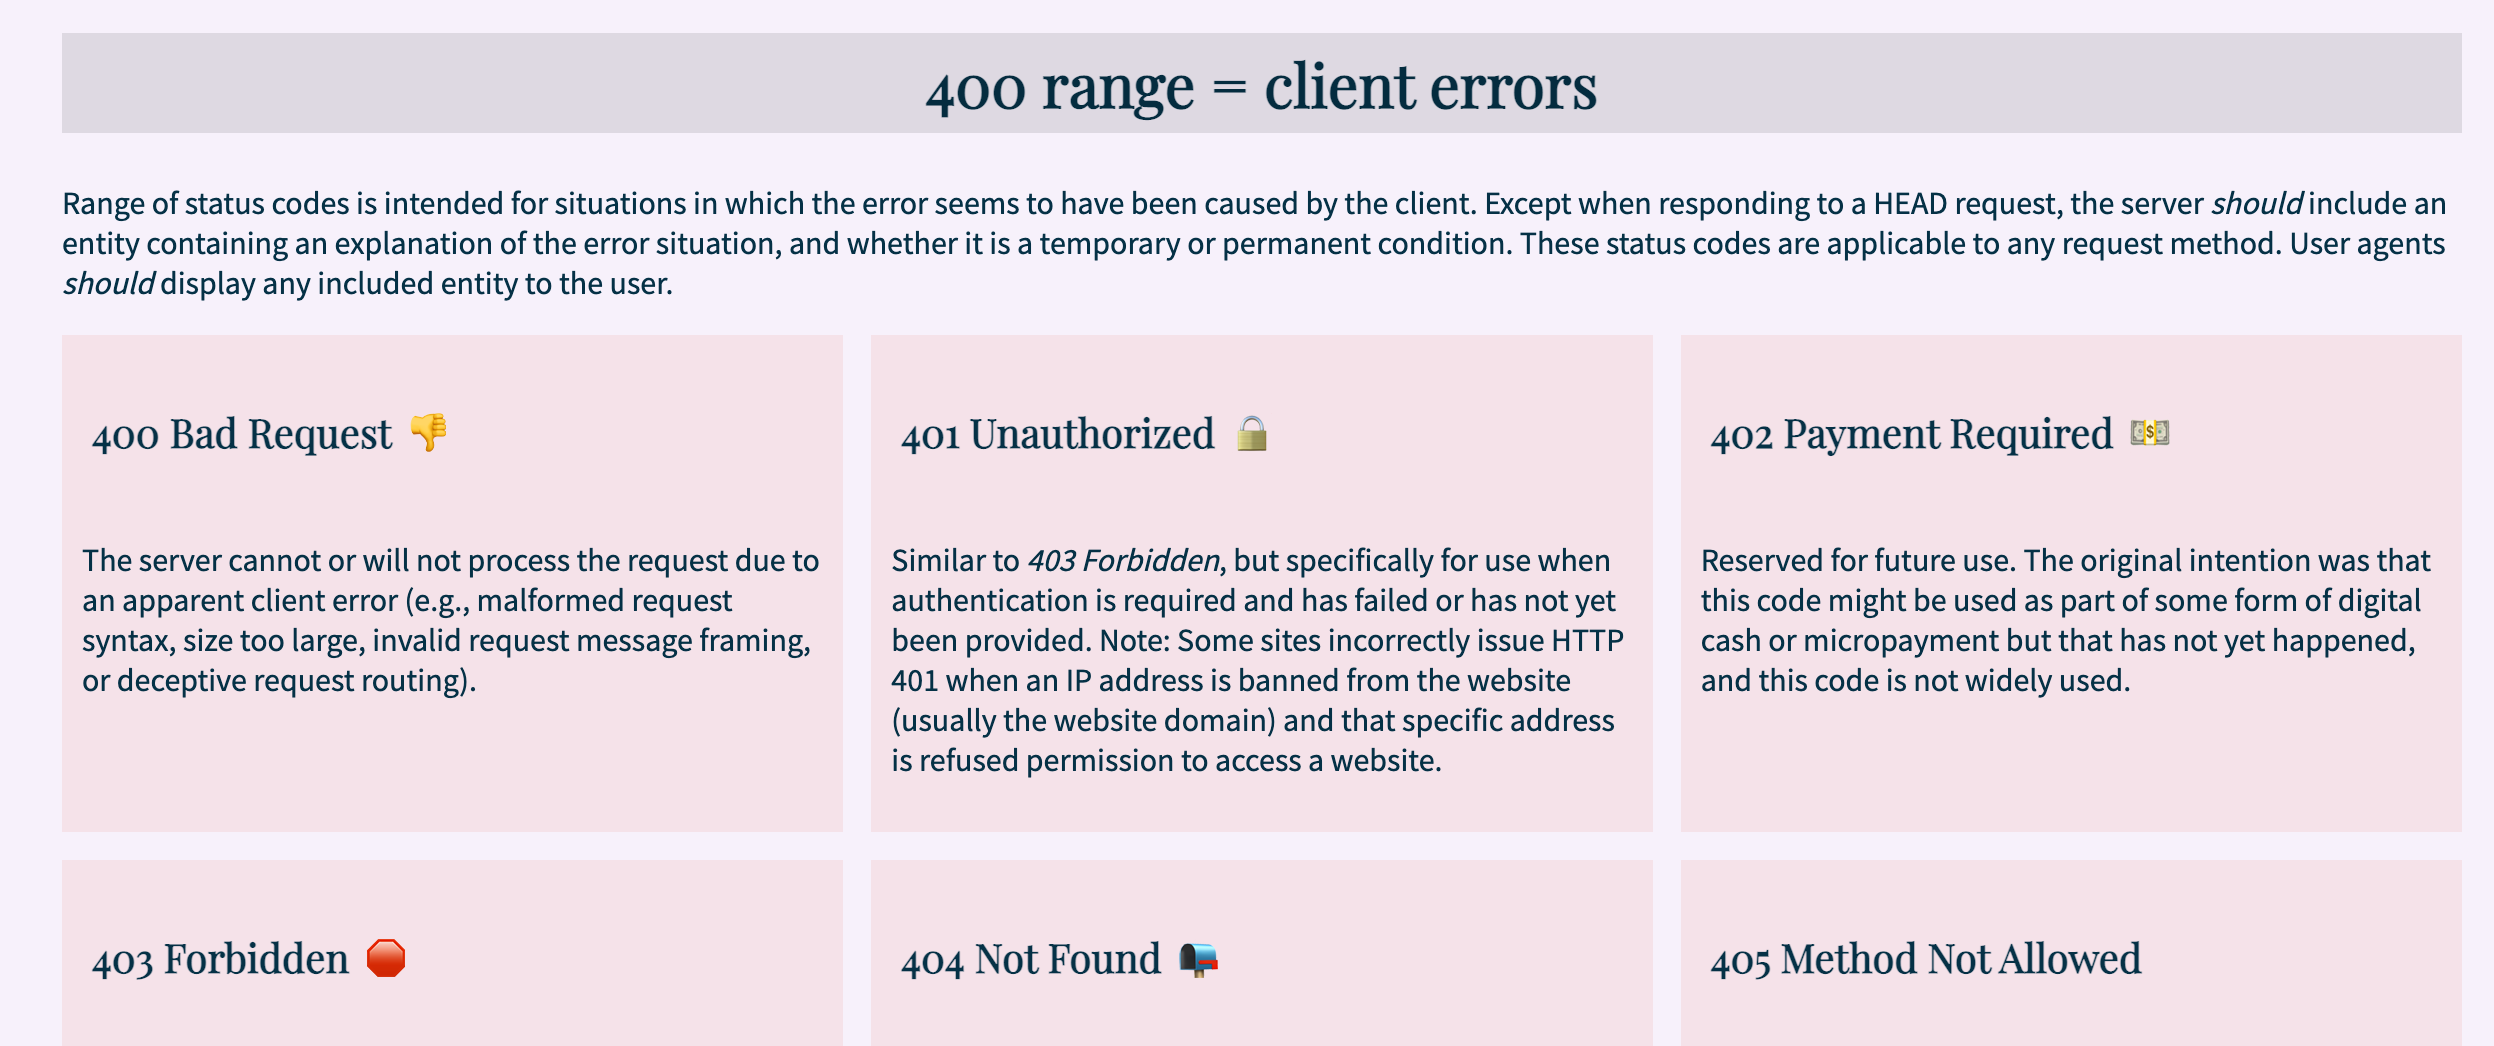 400 range = client errors
Range of status codes is intended for situations in which the error seems to have been caused by the client. Except when responding to a HEAD request, the server should include an
entity containing an explanation of the error situation, and whether it is a temporary or permanent condition. These status codes are applicable to any request method. User agents
should display any included entity to the user.
400 Bad Request 👎
The server cannot or will not process the request due to
an apparent client error (e.g., malformed request
syntax, size too large, invalid request message framing,
or deceptive request routing).
401 Unauthorized 🔒
Similar to 403 Forbidden, but specifically for use when
authentication is required and has failed or has not yet
been provided. Note: Some sites incorrectly issue HTTP
401 when an IP address is banned from the website
(usually the website domain) and that specific address
is refused permission to access a website.
402 Payment Required 💵
Reserved for future use. The original intention was that
this code might be used as part of some form of digital
cash or micropayment but that has not yet happened,
and this code is not widely used.
403 Forbidden 🛑
404 Not Found 📭
405 Method Not Allowed